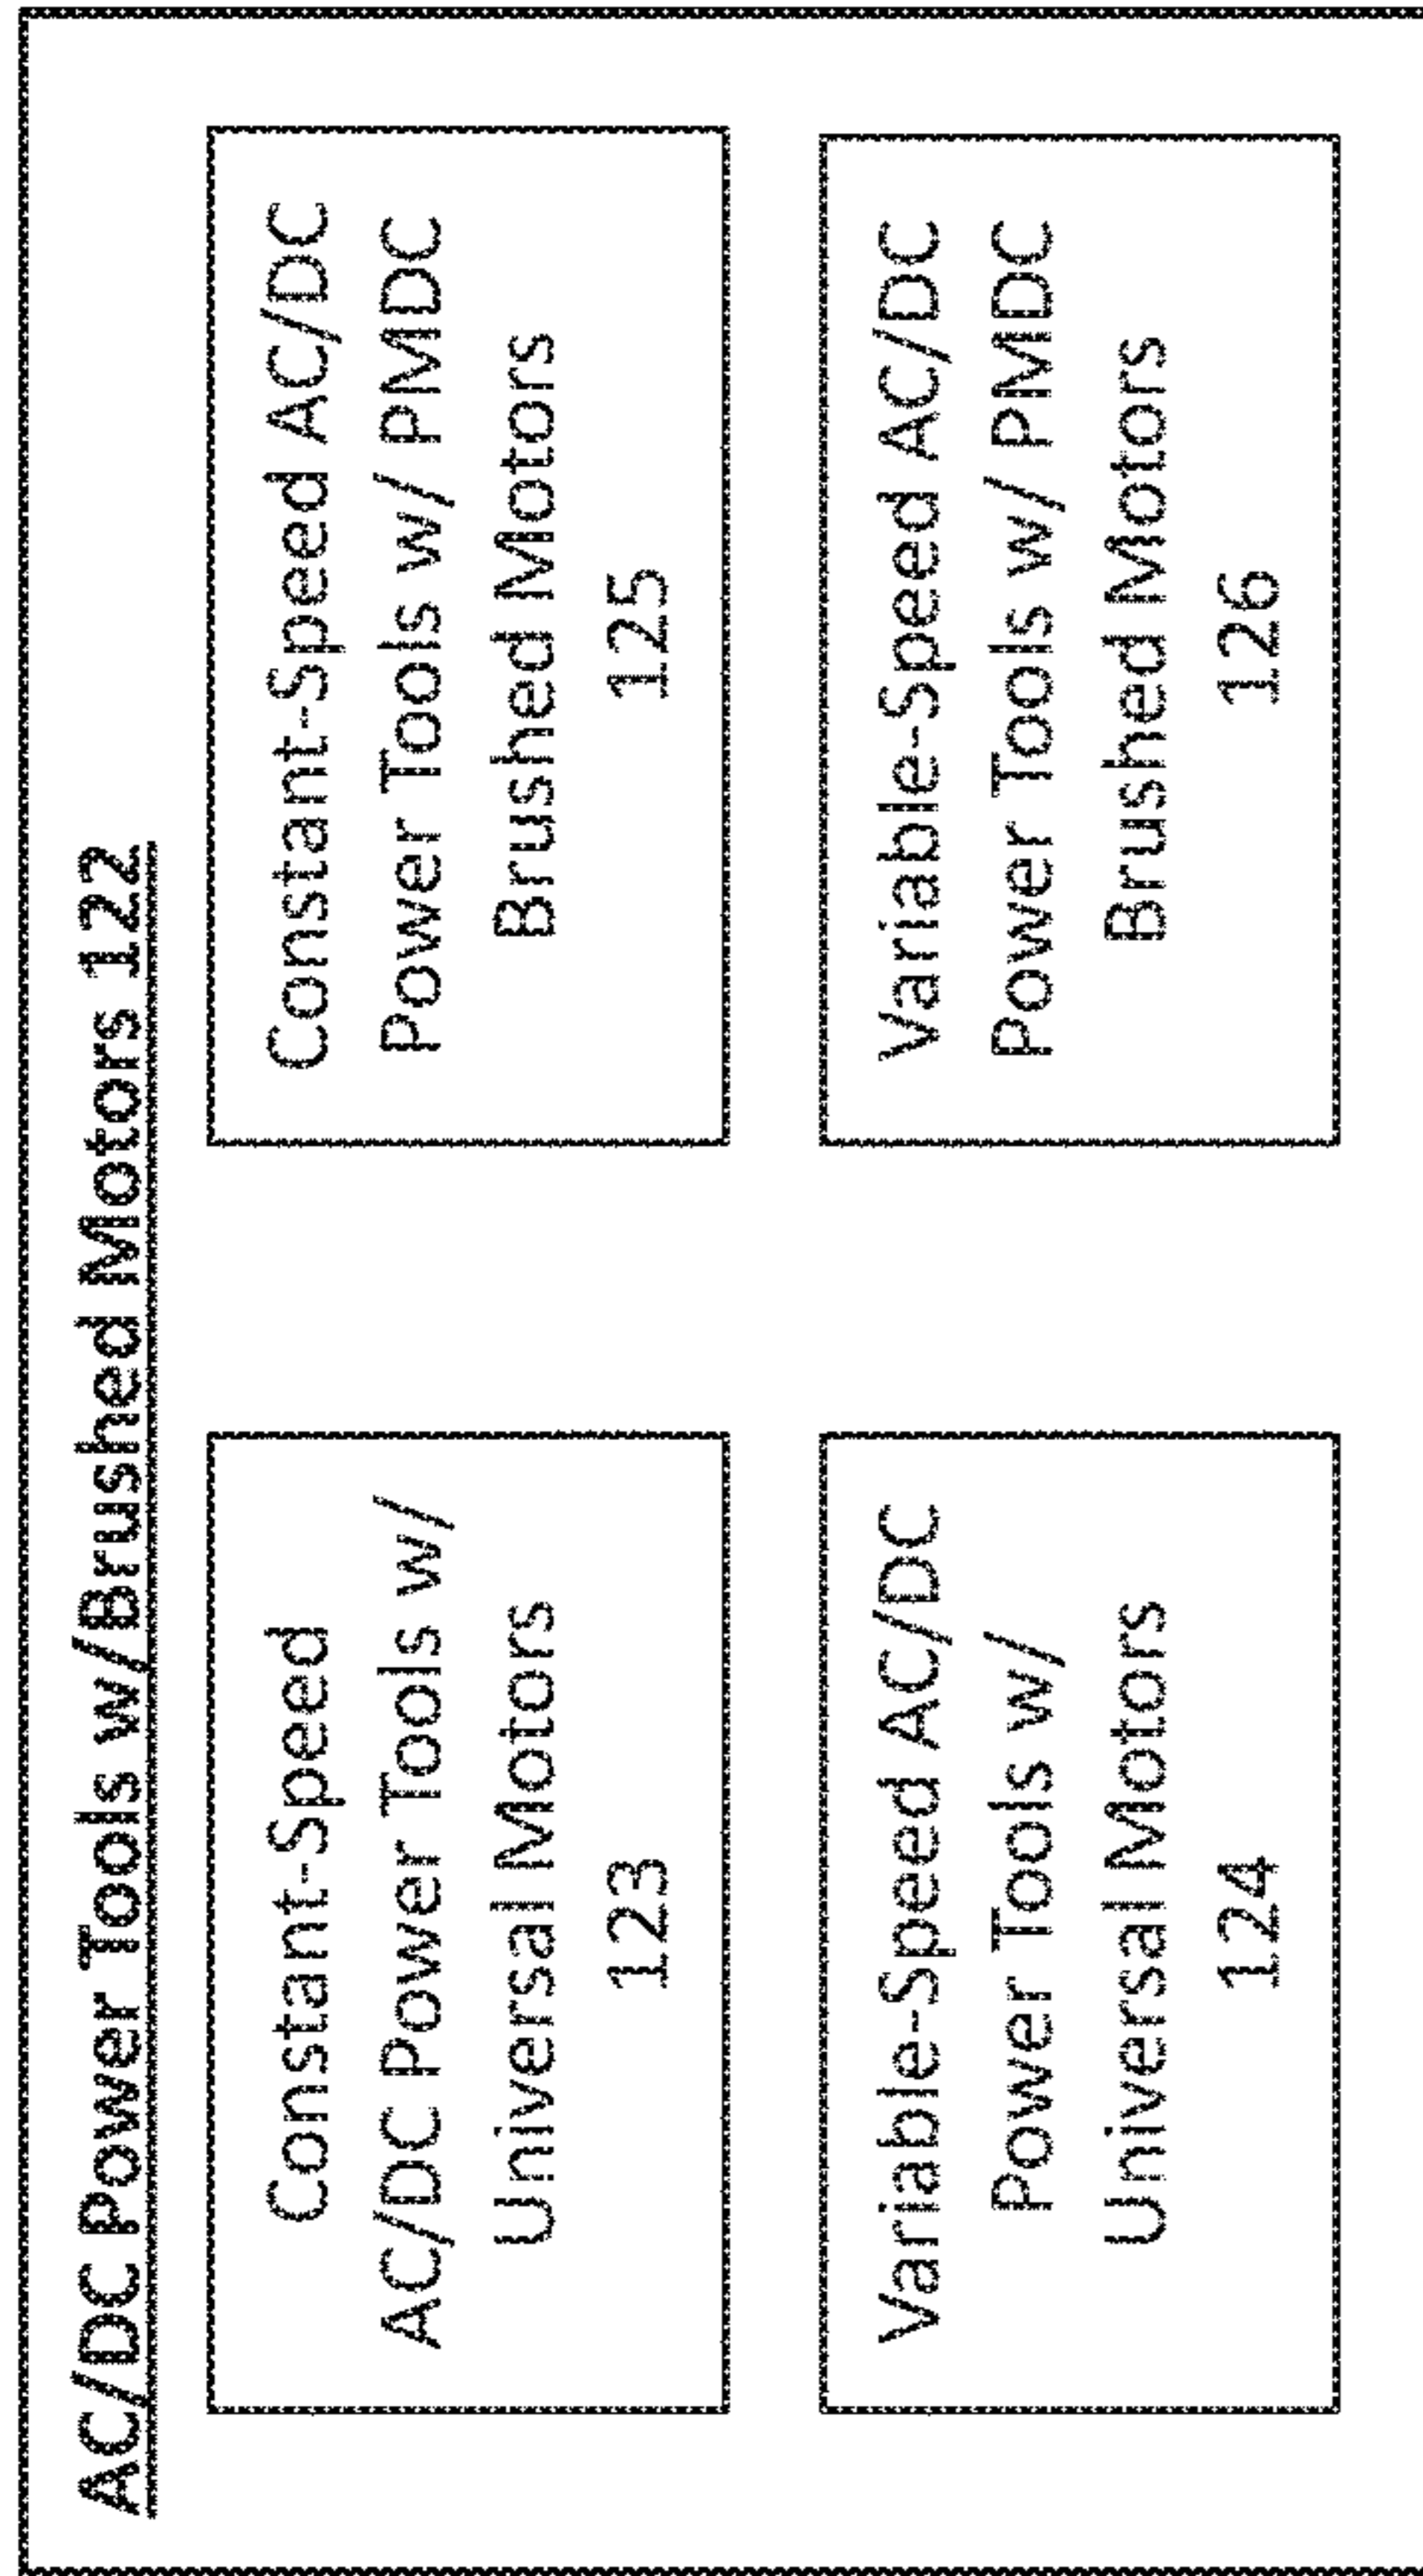 AC/DC Power Tools w/Brushed Motors 122
Constant-Speed
AC/DC Power Tools w/
Universal Motors
123
Constant-Speed AC/DC
Power Tools w/ PMDC
Brushed Motors
125
Variable-Speed AC/DC
Power Tools w/
Universal Motors
124
Variable-Speed AC/DC
Power Tools w/ PMDC
Brushed Motors
126